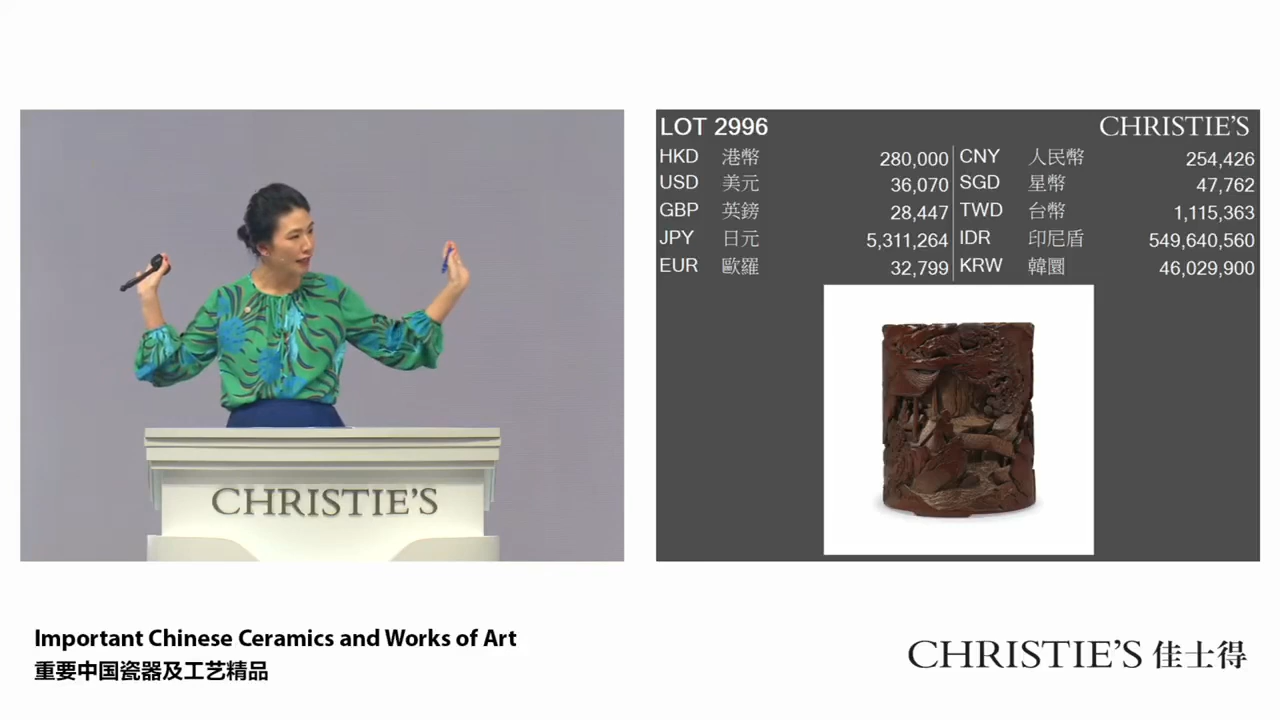 CHRISTIE'S
LOT 2996 CHRISTIE'S
HKD 港幣 280,000 CNY 人民幣 254,426
USD 美元 36,070 SGD 星幣 47,762
GBP 英鎊 28,447 TWD 台幣 1,115,363
JPY 日元 5,311,264 IDR 印尼盾 549,640,560
EUR 歐羅 32,799 KRW 韓圜 46,029,900
Important Chinese Ceramics and Works of Art
重要中国瓷器及工艺精品
CHRISTIE'S 佳士得